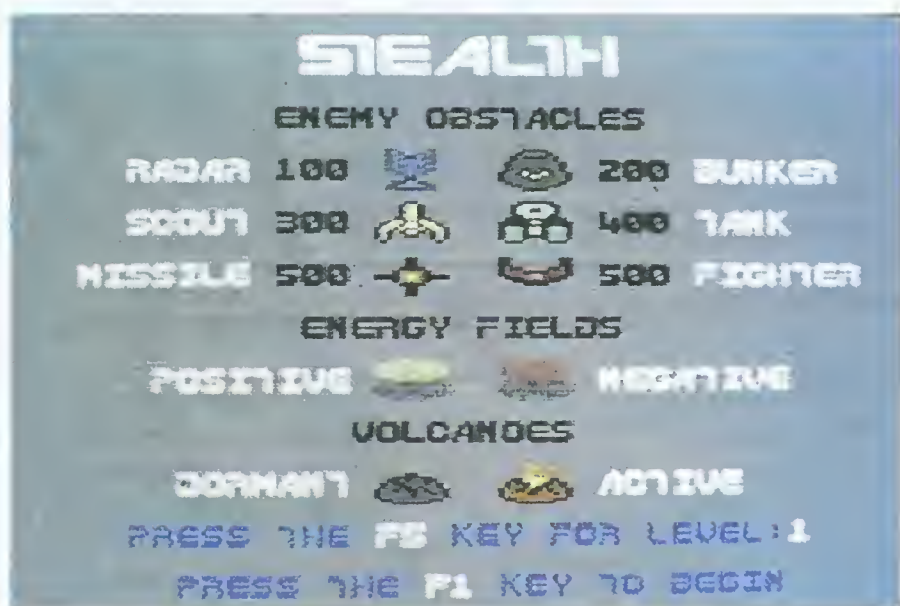 STEALTH
ENEMY OBSTACLES
RADAR 100 200 BUNKER
SCOUT 300 400 TANK
MISSILE 500 500 FIGHTER
ENERGY FIELDS
POSITIVE NEGATIVE
VOLCANOES
DORMANT ACTIVE
PRESS THE F5 KEY FOR LEVEL:1
PRESS THE F1 KEY TO BEGIN